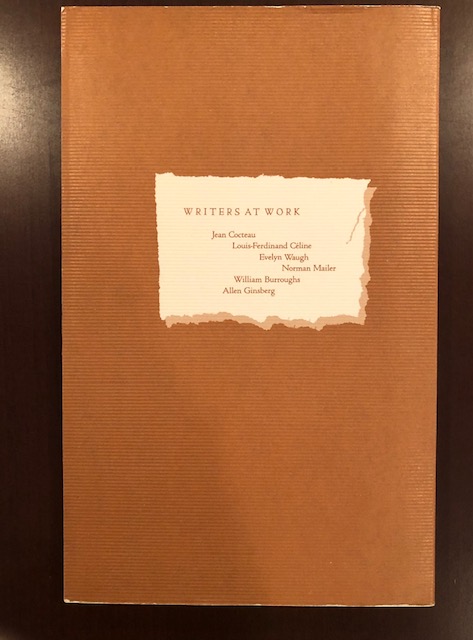 WRITERS AT WORK
Jean Cocteau
Louis-Ferdinand Céline
Evelyn Waugh
Norman Mailer
William Burroughs
Allen Ginsberg